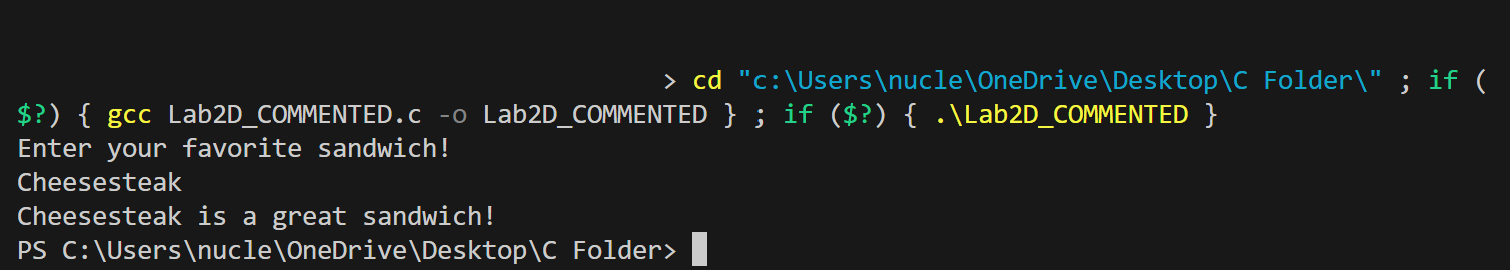 > cd "c:\Users\nucle\OneDrive\Desktop\C Folder\" ; if (
$?) { gcc Lab2D_COMMENTED.c -o Lab2D_COMMENTED } ; if ($?) { .\Lab2D_COMMENTED }
Enter your favorite sandwich!
Cheesesteak
Cheesesteak is a great sandwich!
PS C:\Users\nucle\OneDrive\Desktop\C Folder>